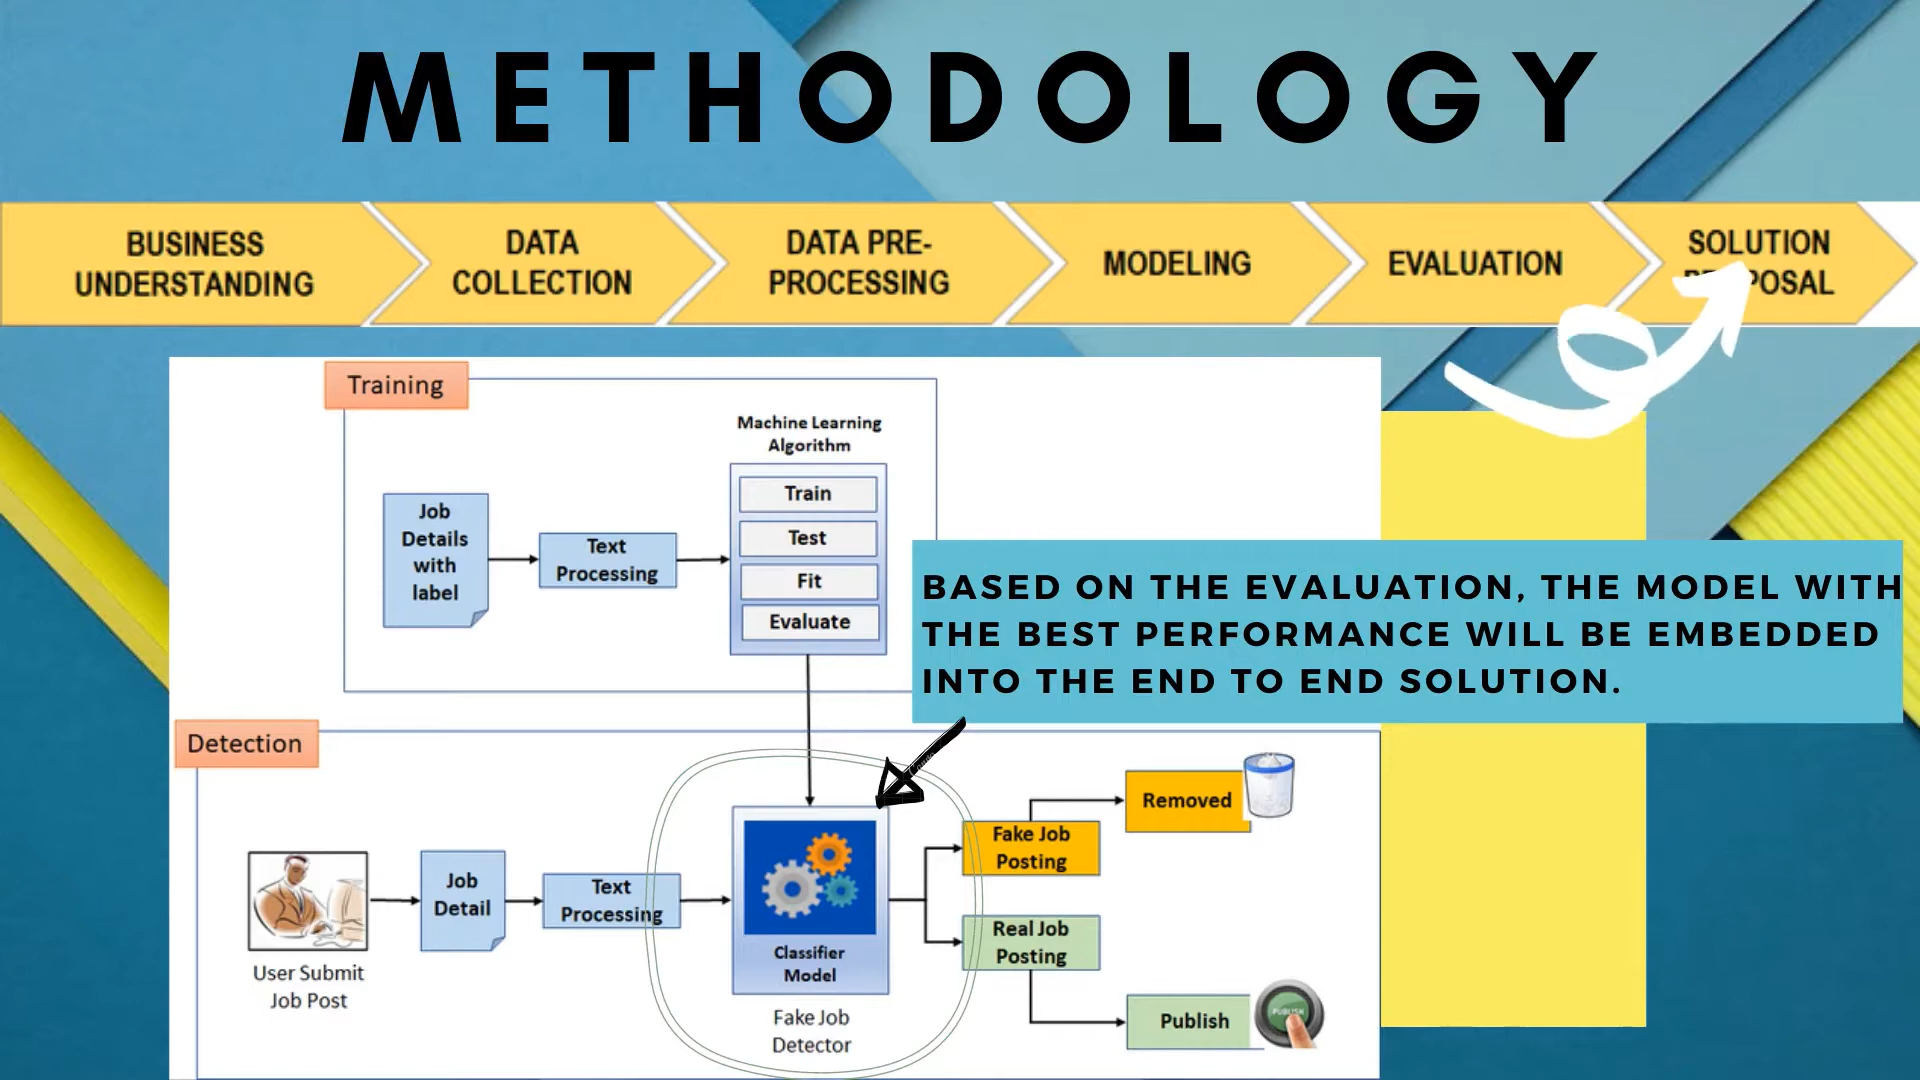 METHODOLOGY
BUSINESS
UNDERSTANDING
DATA
COLLECTION
DATA PRE-
PROCESSING
MODELING
EVALUATION
SOLUTION
POSAL
Training
Machine Learning
Algorithm
Job
Details
with
label
Text
Processing
Train
Test
Fit
Evaluate
BASED ON THE EVALUATION, THE MODEL WITH
THE BEST PERFORMANCE WILL BE EMBEDDED
INTO THE END TO END SOLUTION.
Detection
User Submit
Job Post
Job
Detail
Text
Processing
Classifier
Model
Fake Job
Detector
Fake Job
Posting
Removed
Real Job
Posting
Publish
PUBLISH